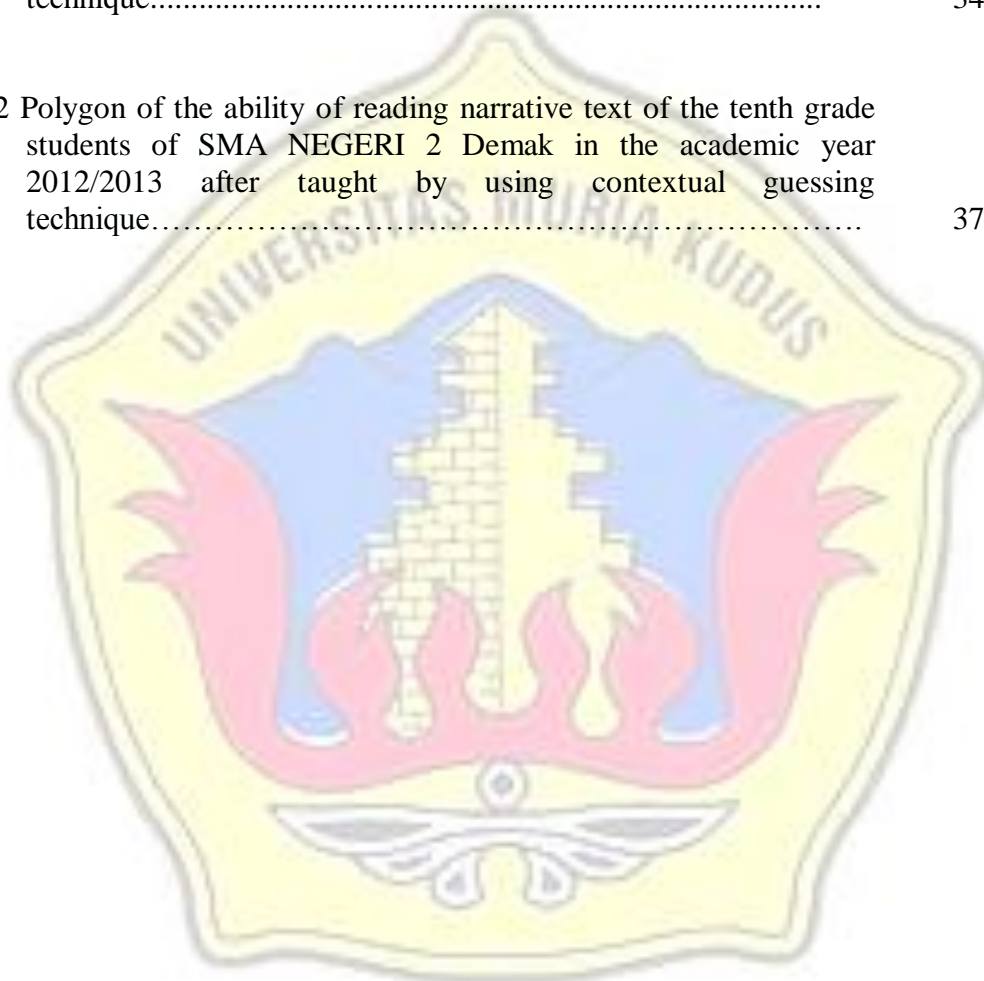 technique.............................................................................. 34
2 Polygon of the ability of reading narrative text of the tenth grade
students of SMA NEGERI 2 Demak in the academic year
2012/2013 after taught by using contextual guessing
technique…………………………………………………………. 37
UNIVERSITAS MURIA KUDUS